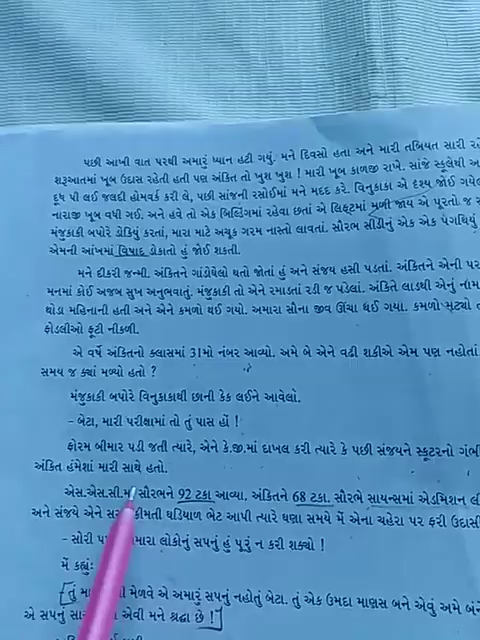 પછી આખી વાત પરથી અમારું ધ્યાન હટી ગયું. મને દિવસો હતા અને મારી તબિયત સારી
શરૂઆતમાં ખૂબ ઉદાસ રહેતી હતી પણ અંકિત તો ખુશ ખુશ ! મારી ખૂબ કાળજી રાખે. સાંજે સ્કૂલેથી
દૂધ પી લઈ જલદી હોમવર્ક કરી લે, પછી સાંજની રસોઈમાં મને મદદ કરે. વિનુકાકા એ દૃશ્ય જોઈ
નારાજી ખૂબ વધી ગઈ. અને હવે તો એક બિલ્ડિંગમાં રહેવા છતાં એ લિફ્ટમાં મળી જાય એ પૂરતો જ
મંજુકાકી બપોરે ડોકિયું કરતાં, મારા માટે અચૂક ગરમ નાસ્તો લાવતાં. સૌરભ સીડીનું એક એક પગથિયું
એમની આંખમાં વિષાદ ડોકાતો હું જોઈ શકતી.
મને દીકરી જન્મી. અંકિતને ગાંડોઘેલો થતો જોતાં હું અને સંજય હસી પડતાં. અંકિતને એની
મનમાં કોઈ અજબ સુખ અનુભવાતું. મંજુકાકી તો એને રમાડતાં રડી જ પડેલાં. અંકિતે લાડથી એનું
થોડા મહિનાની હતી અને એને કમળો થઈ ગયો. અમારા સૌના જીવ ઊંચા થઈ ગયા. કમળો મટ્યો
ફોડલીઓ ફૂટી નીકળી.
એ વર્ષે અંકિતનો ક્લાસમાં 31મો નંબર આવ્યો. અમે બે એને વઢી શકીએ એમ પણ નહોતાં
સમય જ ક્યાં મળ્યો હતો ?
મંજુકાકી બપોરે વિનુકાકાથી છાની કેક લઈને આવેલો.
– બેટા, મારી પરીક્ષામાં તો તું પાસ હોં !
ફોરમ બીમાર પડી જતી ત્યારે, એને કે.જી.માં દાખલ કરી ત્યારે કે પછી સંજયને સ્કૂટરનો
અંકિત હંમેશાં મારી સાથે હતો.
એસ.એસ.સી.માં સૌરભને 92 ટકા આવ્યા, અંકિતને 68 ટકા. સૌરભે સાયન્સમાં એડમિશન
અને સંજયે એને કીમતી ઘડિયાળ ભેટ આપી ત્યારે ઘણા સમયે મેં એના ચહેરા પર ફરી
– સોરી લોકોનું સપનું હું પૂરું ન કરી શક્યો !
મેં કહ્યું:
તું મેળવે એ અમારું સપનું નહોતું બેટા. તું એક ઉમદા માણસ બને એવું અમે
એ સપનું એવી મને શ્રદ્ધા છે !